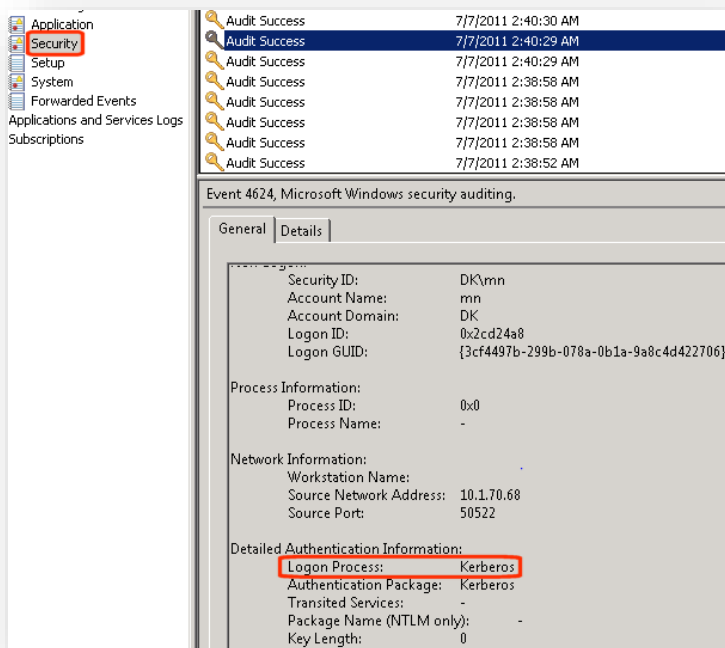 Application
Security
Setup
System
Forwarded Events
Applications and Services Logs
Subscriptions
Audit Success 7/7/2011 2:40:30 AM
Audit Success 7/7/2011 2:40:29 AM
Audit Success 7/7/2011 2:40:29 AM
Audit Success 7/7/2011 2:38:58 AM
Audit Success 7/7/2011 2:38:58 AM
Audit Success 7/7/2011 2:38:58 AM
Audit Success 7/7/2011 2:38:58 AM
Audit Success 7/7/2011 2:38:52 AM
Event 4624, Microsoft Windows security auditing.
General Details
Security ID: DK\mn
Account Name: mn
Account Domain: DK
Logon ID: 0x2cd24a8
Logon GUID: {3cf4497b-299b-078a-0b1a-9a8c4d422706}
Process Information:
Process ID: 0x0
Process Name: -
Network Information:
Workstation Name:
Source Network Address: 10.1.70.68
Source Port: 50522
Detailed Authentication Information:
Logon Process: Kerberos
Authentication Package: Kerberos
Transited Services: -
Package Name (NTLM only): -
Key Length: 0